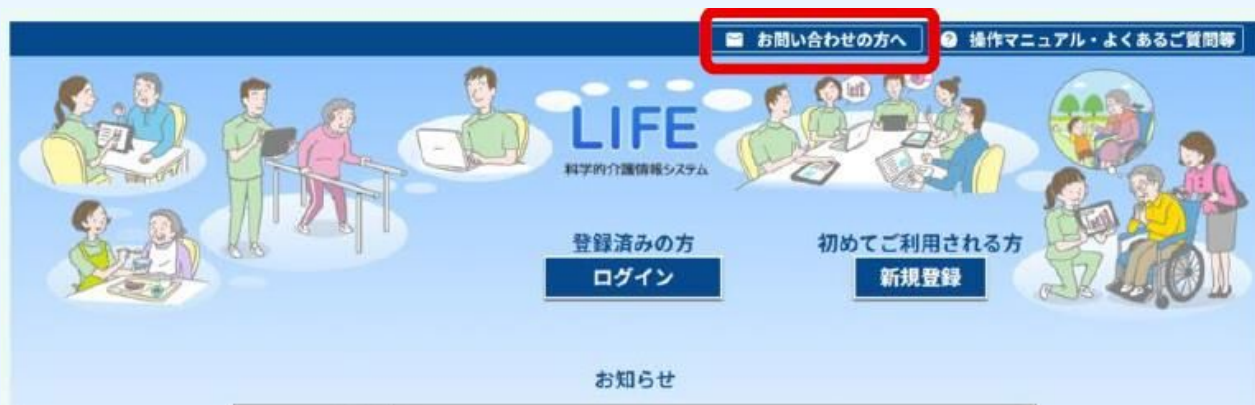 お問い合わせの方へ
操作マニュアル・よくあるご質問等
LIFE
科学的介護情報システム
登録済みの方
初めてご利用される方
ログイン
新規登録
お知らせ